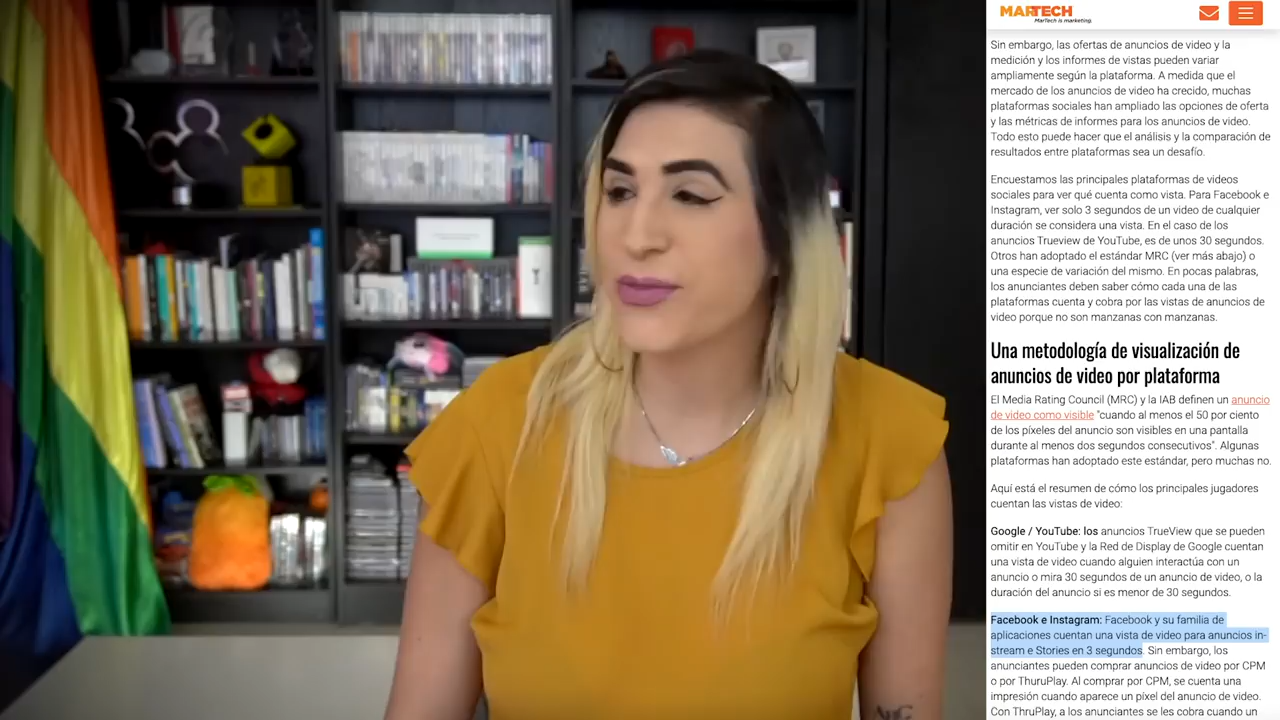 MARTECH
MarTech is marketing.
Sin embargo, las ofertas de anuncios de video y la
medición y los informes de vistas pueden variar
ampliamente según la plataforma. A medida que el
mercado de los anuncios de video ha crecido, muchas
plataformas sociales han ampliado las opciones de oferta
y las métricas de informes para los anuncios de video.
Todo esto puede hacer que el análisis y la comparación de
resultados entre plataformas sea un desafío.
Encuestamos las principales plataformas de videos
sociales para ver qué cuenta como vista. Para Facebook e
Instagram, ver solo 3 segundos de un video de cualquier
duración se considera una vista. En el caso de los
anuncios Trueview de YouTube, es de unos 30 segundos.
Otros han adoptado el estándar MRC (ver más abajo) o
una especie de variación del mismo. En pocas palabras,
los anunciantes deben saber cómo cada una de las
plataformas cuenta y cobra por las vistas de anuncios de
video porque no son manzanas con manzanas.
Una metodología de visualización de
anuncios de video por plataforma
El Media Rating Council (MRC) y la IAB definen un anuncio
de video como visible "cuando al menos el 50 por ciento
de los píxeles del anuncio son visibles en una pantalla
durante al menos dos segundos consecutivos". Algunas
plataformas han adoptado este estándar, pero muchas no.
Aquí está el resumen de cómo los principales jugadores
cuentan las vistas de video:
Google / YouTube: los anuncios TrueView que se pueden
omitir en YouTube y la Red de Display de Google cuentan
una vista de video cuando alguien interactúa con un
anuncio o mira 30 segundos de un anuncio de video, o la
duración del anuncio si es menor de 30 segundos.
Facebook e Instagram: Facebook y su familia de
aplicaciones cuentan una vista de video para anuncios in-
stream e Stories en 3 segundos. Sin embargo, los
anunciantes pueden comprar anuncios de video por CPM
o por ThuruPlay. Al comprar por CPM, se cuenta una
impresión cuando aparece un píxel del anuncio de video.
Con ThruPlay, a los anunciantes se les cobra cuando un